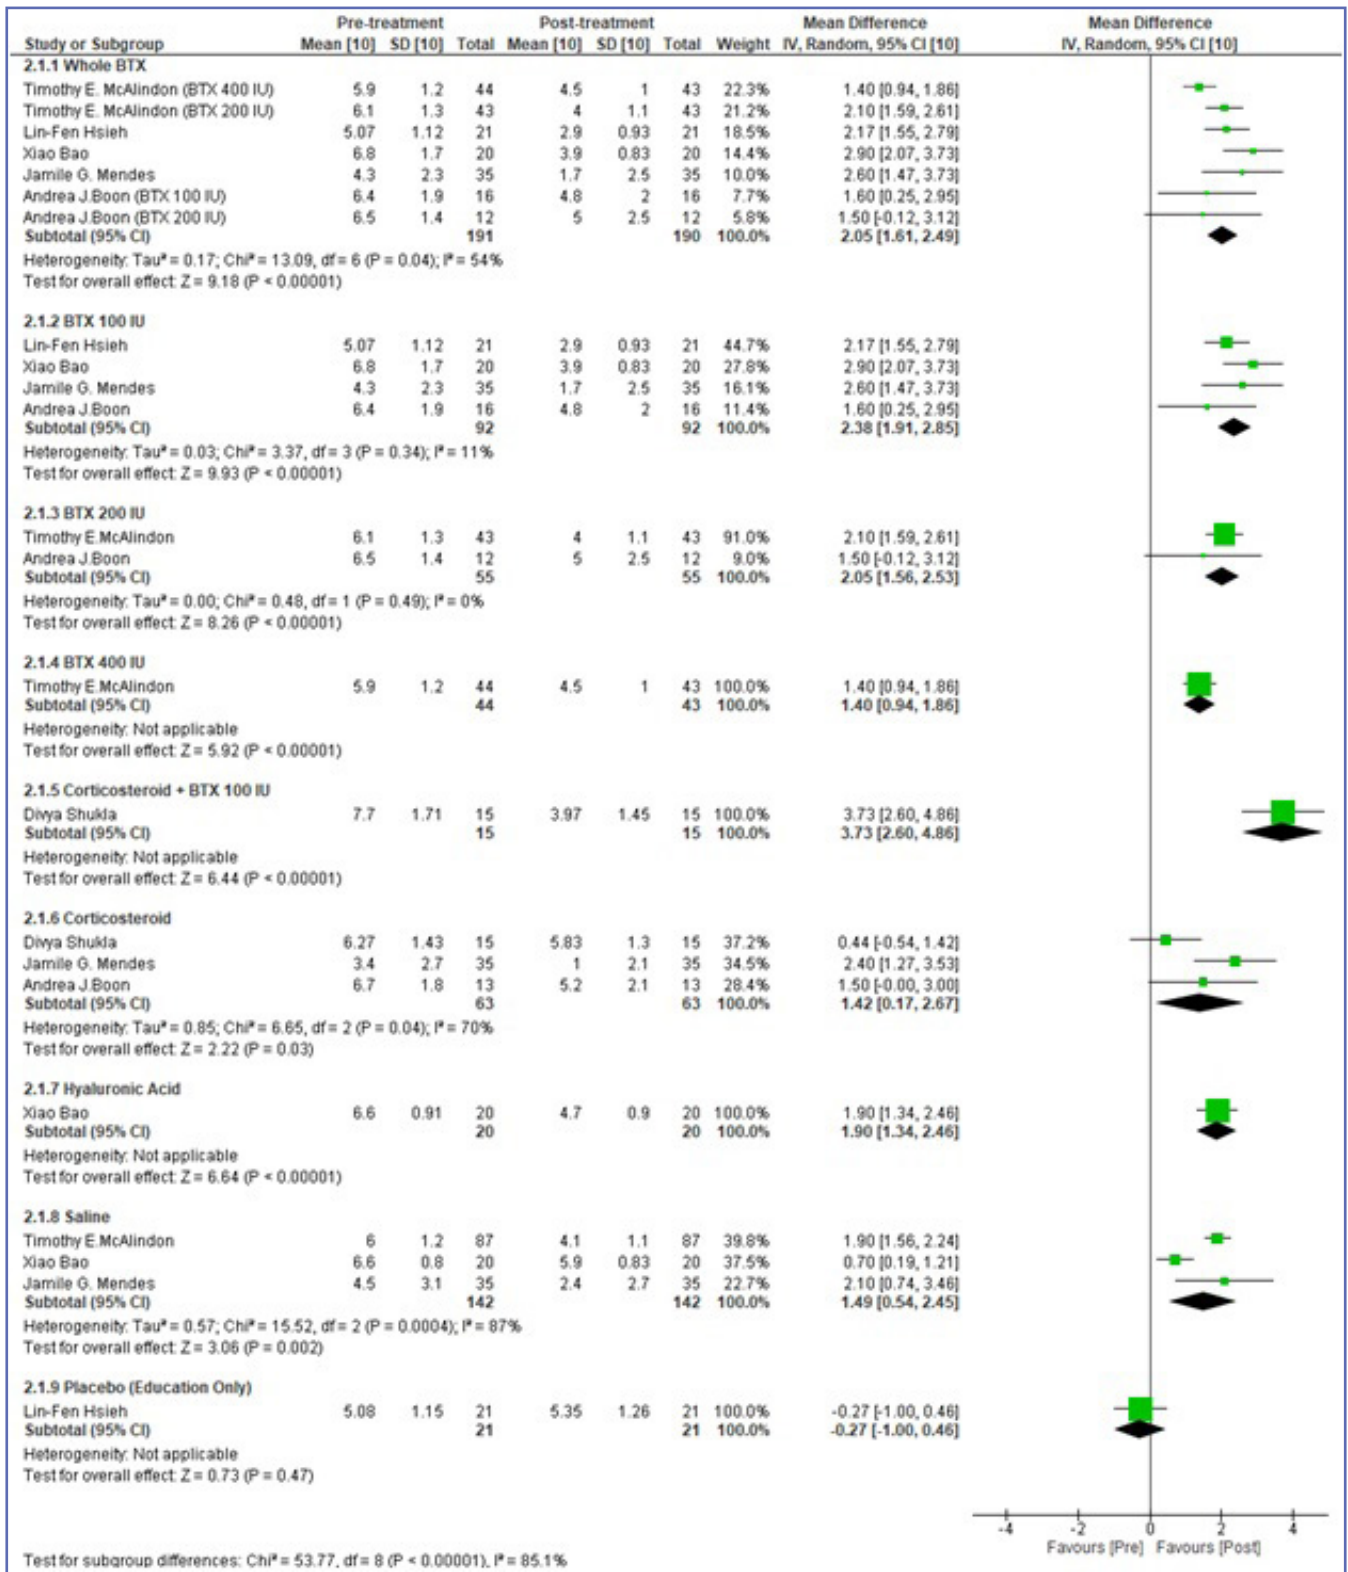 Pre-treatment Post-treatment Mean Difference Mean Difference
Study or Subgroup Mean [10] SD [10] Total Mean [10] SD [10] Total Weight IV, Random, 95% CI [10] IV, Random, 95% CI [10]
2.1.1 Whole BTX
Timothy E. McAlindon (BTX 400 IU) 5.9 1.2 44 4.5 1 43 22.3% 1.40 [0.94, 1.86]
Timothy E. McAlindon (BTX 200 IU) 6.1 1.3 43 4 1.1 43 21.2% 2.10 [1.59, 2.61]
Lin-Fen Hsieh 5.07 1.12 21 2.9 0.93 21 18.5% 2.17 [1.55, 2.79]
Xiao Bao 6.8 1.7 20 3.9 0.83 20 14.4% 2.90 [2.07, 3.73]
Jamile G. Mendes 4.3 2.3 35 1.7 2.5 35 10.0% 2.60 [1.47, 3.73]
Andrea J.Boon (BTX 100 IU) 6.4 1.9 16 4.8 2 16 7.7% 1.60 [0.25, 2.95]
Andrea J.Boon (BTX 200 IU) 6.5 1.4 12 5 2.5 12 5.8% 1.50 [-0.12, 3.12]
Subtotal (95% CI) 191 190 100.0% 2.05 [1.61, 2.49]
Heterogeneity: Tau² = 0.17; Chi² = 13.09, df = 6 (P = 0.04); I² = 54%
Test for overall effect: Z = 9.18 (P < 0.00001)
2.1.2 BTX 100 IU
Lin-Fen Hsieh 5.07 1.12 21 2.9 0.93 21 44.7% 2.17 [1.55, 2.79]
Xiao Bao 6.8 1.7 20 3.9 0.83 20 27.8% 2.90 [2.07, 3.73]
Jamile G. Mendes 4.3 2.3 35 1.7 2.5 35 16.1% 2.60 [1.47, 3.73]
Andrea J.Boon 6.4 1.9 16 4.8 2 16 11.4% 1.60 [0.25, 2.95]
Subtotal (95% CI) 92 92 100.0% 2.38 [1.91, 2.85]
Heterogeneity: Tau² = 0.03; Chi² = 3.37, df = 3 (P = 0.34); I² = 11%
Test for overall effect: Z = 9.93 (P < 0.00001)
2.1.3 BTX 200 IU
Timothy E.McAlindon 6.1 1.3 43 4 1.1 43 91.0% 2.10 [1.59, 2.61]
Andrea J.Boon 6.5 1.4 12 5 2.5 12 9.0% 1.50 [-0.12, 3.12]
Subtotal (95% CI) 55 55 100.0% 2.05 [1.56, 2.53]
Heterogeneity: Tau² = 0.00; Chi² = 0.48, df = 1 (P = 0.49); I² = 0%
Test for overall effect: Z = 8.26 (P < 0.00001)
2.1.4 BTX 400 IU
Timothy E.McAlindon 5.9 1.2 44 4.5 1 43 100.0% 1.40 [0.94, 1.86]
Subtotal (95% CI) 44 43 100.0% 1.40 [0.94, 1.86]
Heterogeneity: Not applicable
Test for overall effect: Z = 5.92 (P < 0.00001)
2.1.5 Corticosteroid + BTX 100 IU
Divya Shukla 7.7 1.71 15 3.97 1.45 15 100.0% 3.73 [2.60, 4.86]
Subtotal (95% CI) 15 15 100.0% 3.73 [2.60, 4.86]
Heterogeneity: Not applicable
Test for overall effect: Z = 6.44 (P < 0.00001)
2.1.6 Corticosteroid
Divya Shukla 6.27 1.43 15 5.83 1.3 15 37.2% 0.44 [-0.54, 1.42]
Jamile G. Mendes 3.4 2.7 35 1 2.1 35 34.5% 2.40 [1.27, 3.53]
Andrea J.Boon 6.7 1.8 13 5.2 2.1 13 28.4% 1.50 [-0.00, 3.00]
Subtotal (95% CI) 63 63 100.0% 1.42 [0.17, 2.67]
Heterogeneity: Tau² = 0.85; Chi² = 6.65, df = 2 (P = 0.04); I² = 70%
Test for overall effect: Z = 2.22 (P = 0.03)
2.1.7 Hyaluronic Acid
Xiao Bao 6.6 0.91 20 4.7 0.9 20 100.0% 1.90 [1.34, 2.46]
Subtotal (95% CI) 20 20 100.0% 1.90 [1.34, 2.46]
Heterogeneity: Not applicable
Test for overall effect: Z = 6.64 (P < 0.00001)
2.1.8 Saline
Timothy E.McAlindon 6 1.2 87 4.1 1.1 87 39.8% 1.90 [1.56, 2.24]
Xiao Bao 6.6 0.8 20 5.9 0.83 20 37.5% 0.70 [0.19, 1.21]
Jamile G. Mendes 4.5 3.1 35 2.4 2.7 35 22.7% 2.10 [0.74, 3.46]
Subtotal (95% CI) 142 142 100.0% 1.49 [0.54, 2.45]
Heterogeneity: Tau² = 0.57; Chi² = 15.52, df = 2 (P = 0.0004); I² = 87%
Test for overall effect: Z = 3.06 (P = 0.002)
2.1.9 Placebo (Education Only)
Lin-Fen Hsieh 5.08 1.15 21 5.35 1.26 21 100.0% -0.27 [-1.00, 0.46]
Subtotal (95% CI) 21 21 100.0% -0.27 [-1.00, 0.46]
Heterogeneity: Not applicable
Test for overall effect: Z = 0.73 (P = 0.47)
-4 -2 0 2 4
Favours [Pre] Favours [Post]
Test for subgroup differences: Chi² = 53.77, df = 8 (P < 0.00001), I² = 85.1%